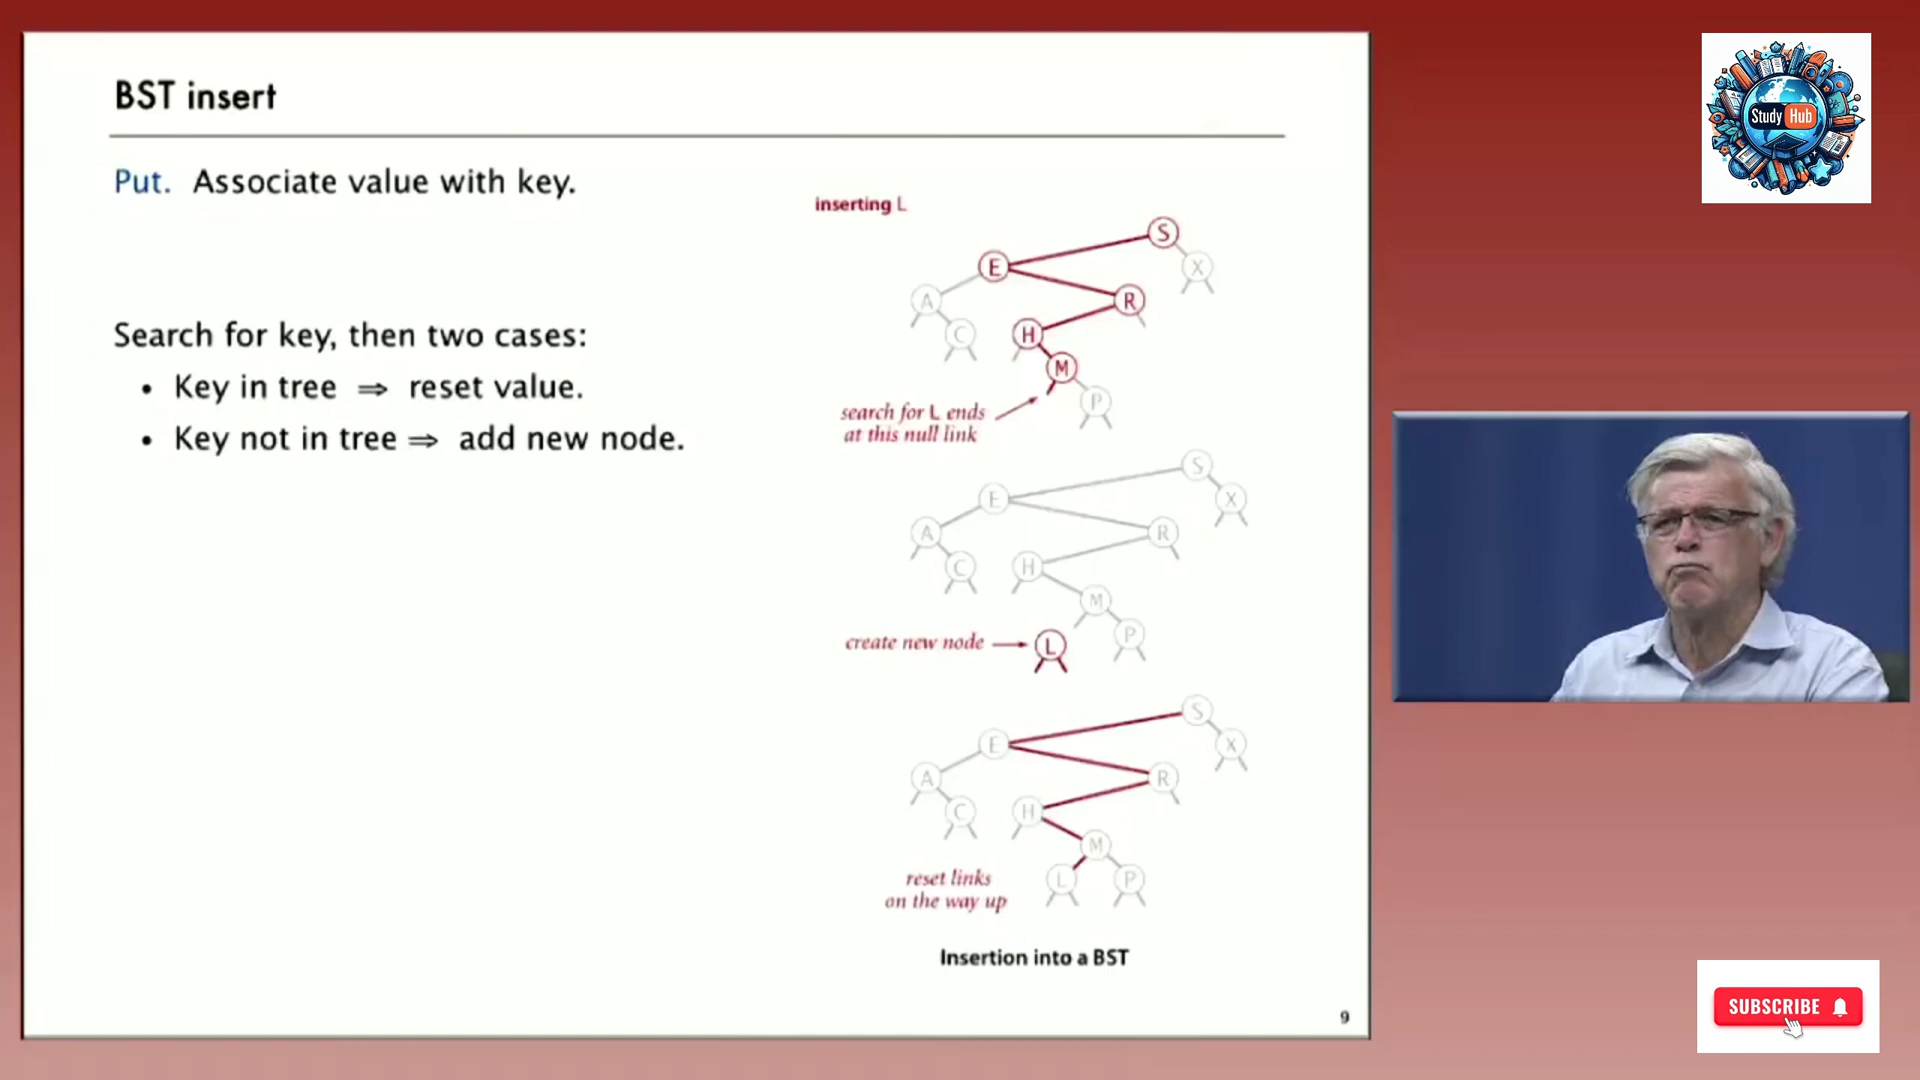 BST insert
Put. Associate value with key.
Search for key, then two cases:
• Key in tree ⇒ reset value.
• Key not in tree ⇒ add new node.
inserting L
S
E
X
A
R
C
H
M
P
search for L ends
at this null link
S
E
X
A
R
C
H
M
P
create new node
L
S
E
X
A
R
C
H
M
L
P
reset links
on the way up
Insertion into a BST
9
Study Hub
SUBSCRIBE